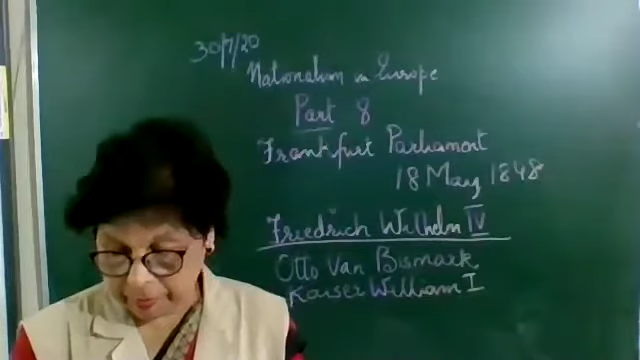 30/7/20
Nationalism in Europe
Part 8
Frankfurt Parliament
18 May 1848
Friedrich Wilhelm IV
Otto Van Bismark
Kaiser William I